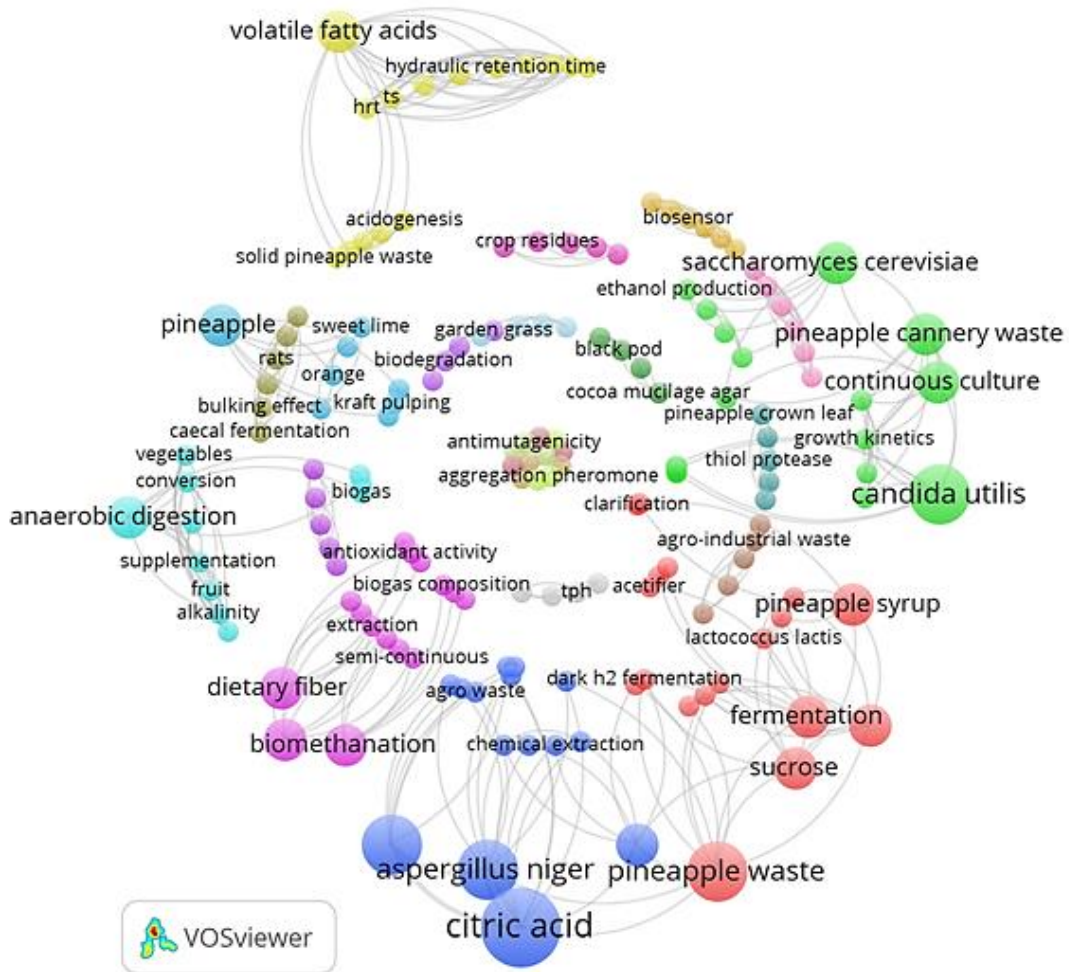 volatile fatty acids
hydraulic retention time
ts
hrt
acidogenesis
solid pineapple waste
crop residues
biosensor
saccharomyces cerevisiae
ethanol production
pineapple
sweet lime
garden grass
pineapple cannery waste
rats
biodegradation
black pod
orange
continuous culture
cocoa mucilage agar
bulking effect
kraft pulping
pineapple crown leaf
caecal fermentation
antimutagenicity
growth kinetics
vegetables
thiol protease
conversion
biogas
aggregation pheromone
candida utilis
clarification
anaerobic digestion
agro-industrial waste
supplementation
antioxidant activity
fruit
biogas composition
tph
acetifier
alkalinity
pineapple syrup
extraction
lactococcus lactis
semi-continuous
dark h2 fermentation
dietary fiber
agro waste
fermentation
biomethanation
chemical extraction
sucrose
aspergillus niger
pineapple waste
citric acid
VOSviewer